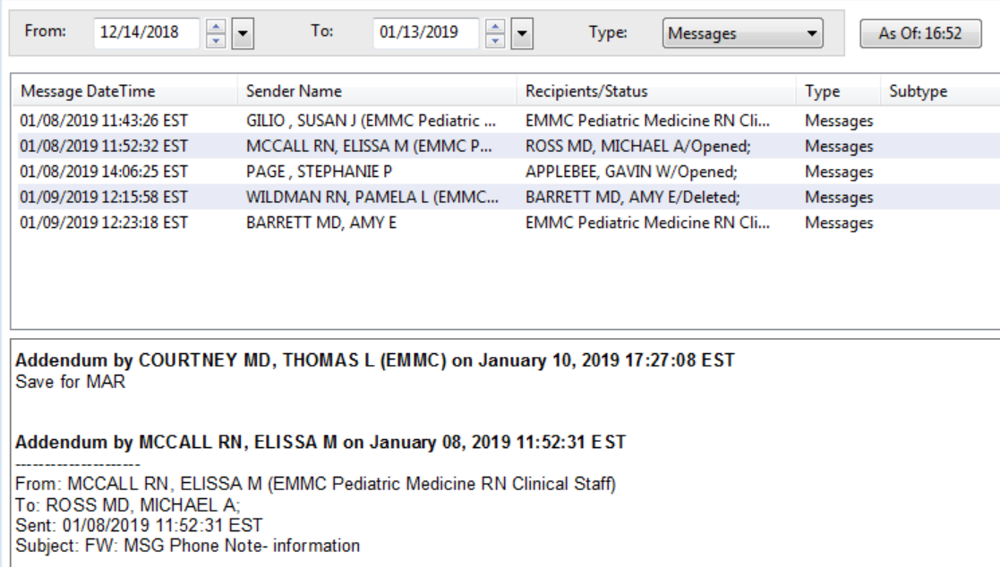 From: 12/14/2018 To: 01/13/2019 Type: Messages As Of: 16:52
Message DateTime Sender Name Recipients/Status Type Subtype
01/08/2019 11:43:26 EST GILIO , SUSAN J (EMMC Pediatric ... EMMC Pediatric Medicine RN Cli... Messages
01/08/2019 11:52:32 EST MCCALL RN, ELISSA M (EMMC P... ROSS MD, MICHAEL A/Opened; Messages
01/08/2019 14:06:25 EST PAGE , STEPHANIE P APPLEBEE, GAVIN W/Opened; Messages
01/09/2019 12:15:58 EST WILDMAN RN, PAMELA L (EMMC... BARRETT MD, AMY E/Deleted; Messages
01/09/2019 12:23:18 EST BARRETT MD, AMY E EMMC Pediatric Medicine RN Cli... Messages
Addendum by COURTNEY MD, THOMAS L (EMMC) on January 10, 2019 17:27:08 EST
Save for MAR
Addendum by MCCALL RN, ELISSA M on January 08, 2019 11:52:31 EST
----------------------
From: MCCALL RN, ELISSA M (EMMC Pediatric Medicine RN Clinical Staff)
To: ROSS MD, MICHAEL A;
Sent: 01/08/2019 11:52:31 EST
Subject: FW: MSG Phone Note- information